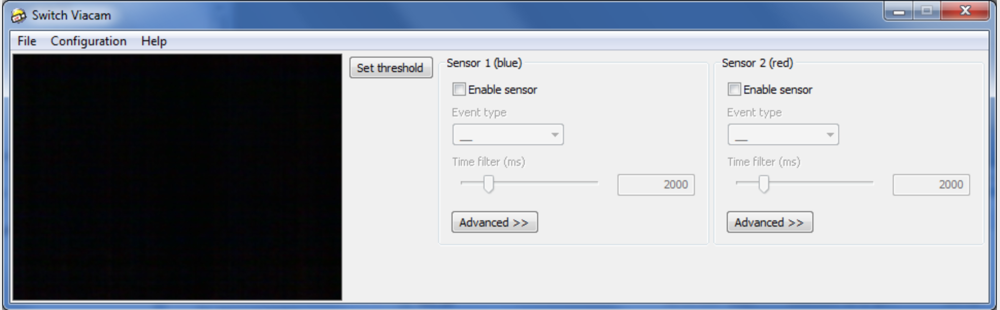 Switch Viacam
File Configuration Help
Set threshold
Sensor 1 (blue)
Enable sensor
Event type
__
Time filter (ms)
2000
Advanced >>
Sensor 2 (red)
Enable sensor
Event type
__
Time filter (ms)
2000
Advanced >>